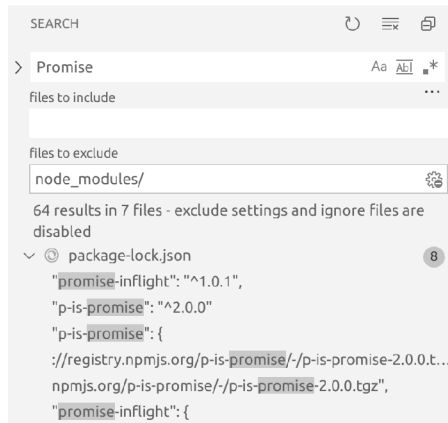 SEARCH
Promise
Aa Abl .*
files to include
...
files to exclude
node_modules/
64 results in 7 files - exclude settings and ignore files are
disabled
package-lock.json 8
"promise-inflight": "^1.0.1",
"p-is-promise": "^2.0.0"
"p-is-promise": {
://registry.npmjs.org/p-is-promise/-/p-is-promise-2.0.0.t...
npmjs.org/p-is-promise/-/p-is-promise-2.0.0.tgz",
"promise-inflight": {